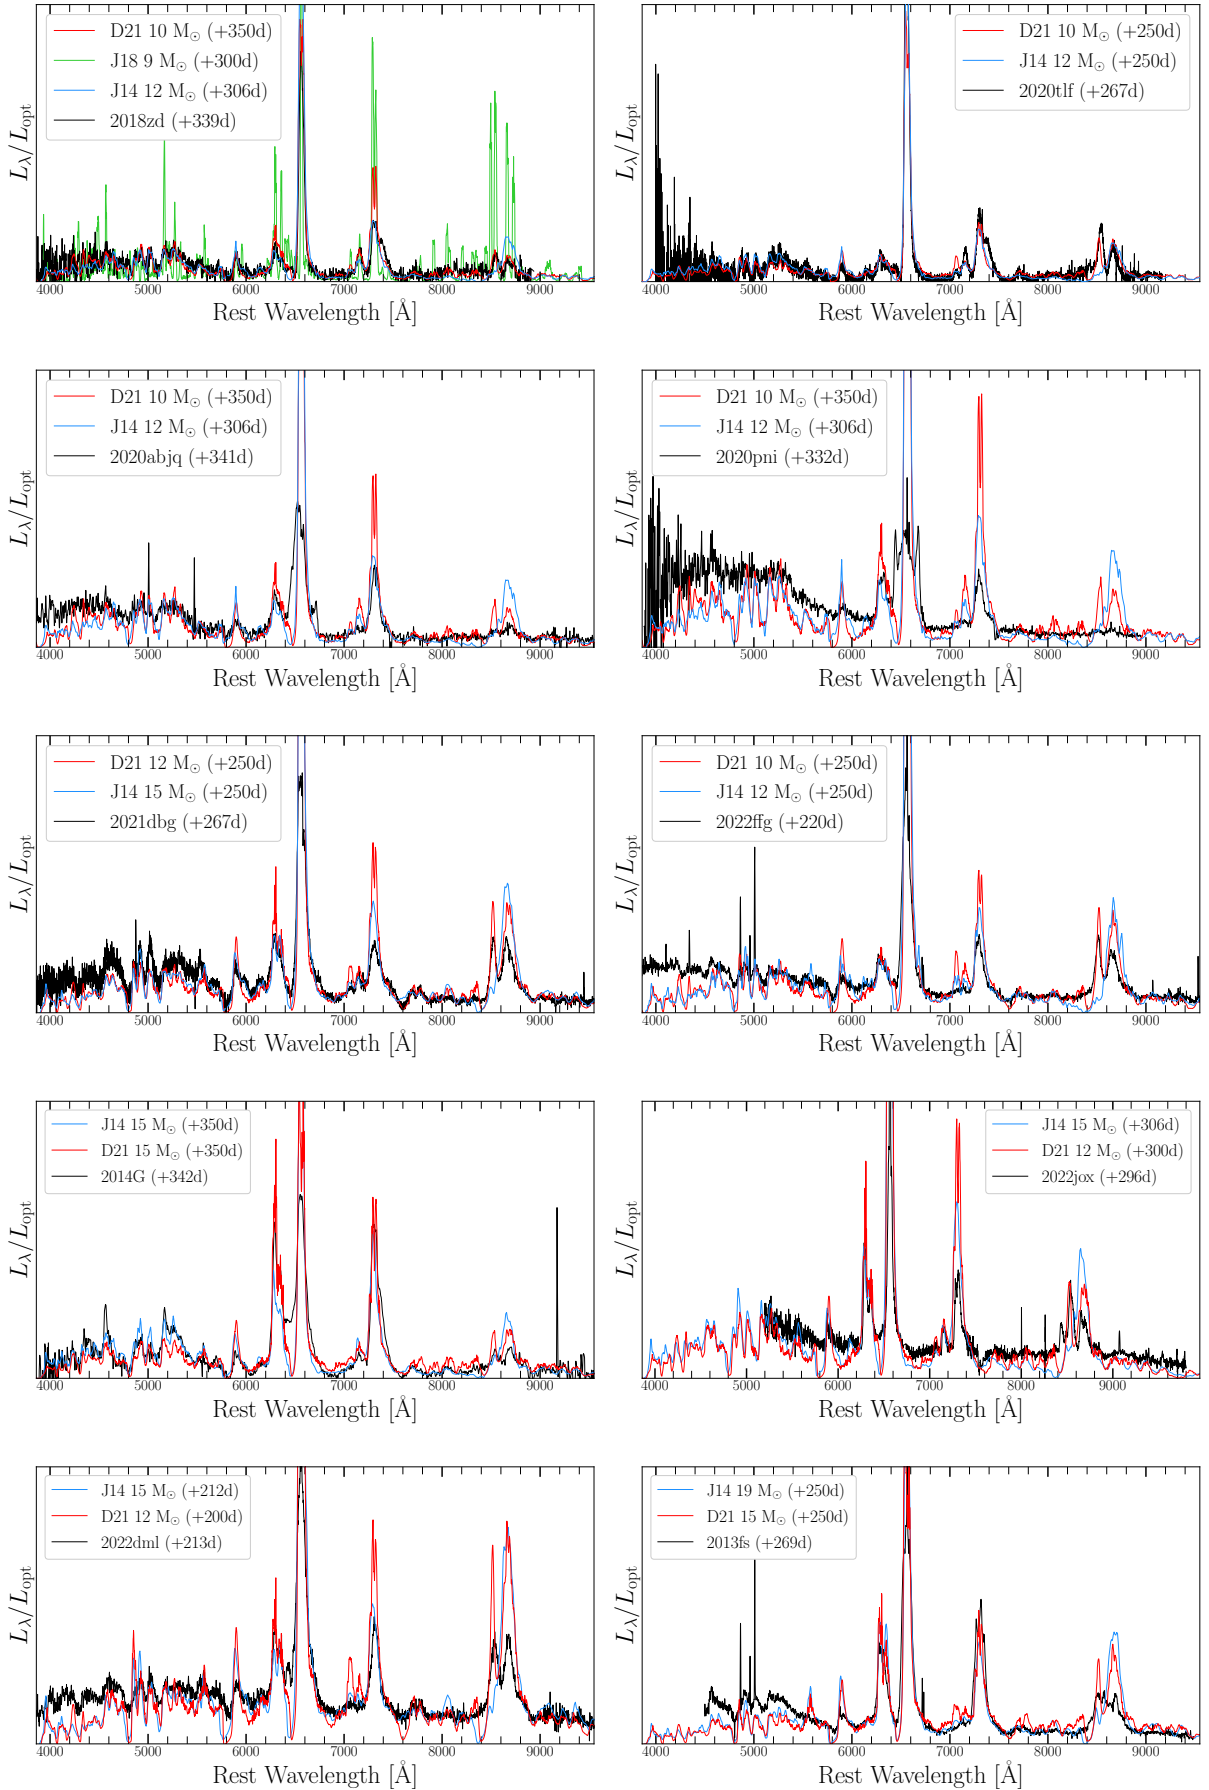 D21 10 M⊙ (+350d)
J18 9 M⊙ (+300d)
J14 12 M⊙ (+306d)
2018zd (+339d)
L_λ/L_opt
4000 5000 6000 7000 8000 9000
Rest Wavelength [Å]
D21 10 M⊙ (+250d)
J14 12 M⊙ (+250d)
2020tlf (+267d)
L_λ/L_opt
4000 5000 6000 7000 8000 9000
Rest Wavelength [Å]
D21 10 M⊙ (+350d)
J14 12 M⊙ (+306d)
2020abjq (+341d)
L_λ/L_opt
4000 5000 6000 7000 8000 9000
Rest Wavelength [Å]
D21 10 M⊙ (+350d)
J14 12 M⊙ (+306d)
2020pni (+332d)
L_λ/L_opt
4000 5000 6000 7000 8000 9000
Rest Wavelength [Å]
D21 12 M⊙ (+250d)
J14 15 M⊙ (+250d)
2021dbg (+267d)
L_λ/L_opt
4000 5000 6000 7000 8000 9000
Rest Wavelength [Å]
D21 10 M⊙ (+250d)
J14 12 M⊙ (+250d)
2022ffg (+220d)
L_λ/L_opt
4000 5000 6000 7000 8000 9000
Rest Wavelength [Å]
J14 15 M⊙ (+350d)
D21 15 M⊙ (+350d)
2014G (+342d)
L_λ/L_opt
4000 5000 6000 7000 8000 9000
Rest Wavelength [Å]
J14 15 M⊙ (+306d)
D21 12 M⊙ (+300d)
2022jox (+296d)
L_λ/L_opt
4000 5000 6000 7000 8000 9000
Rest Wavelength [Å]
J14 15 M⊙ (+212d)
D21 12 M⊙ (+200d)
2022dml (+213d)
L_λ/L_opt
4000 5000 6000 7000 8000 9000
Rest Wavelength [Å]
J14 19 M⊙ (+250d)
D21 15 M⊙ (+250d)
2013fs (+269d)
L_λ/L_opt
4000 5000 6000 7000 8000 9000
Rest Wavelength [Å]